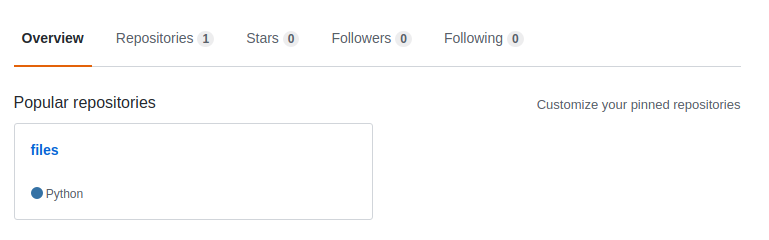 Overview Repositories 1 Stars 0 Followers 0 Following 0
Popular repositories Customize your pinned repositories
files
Python